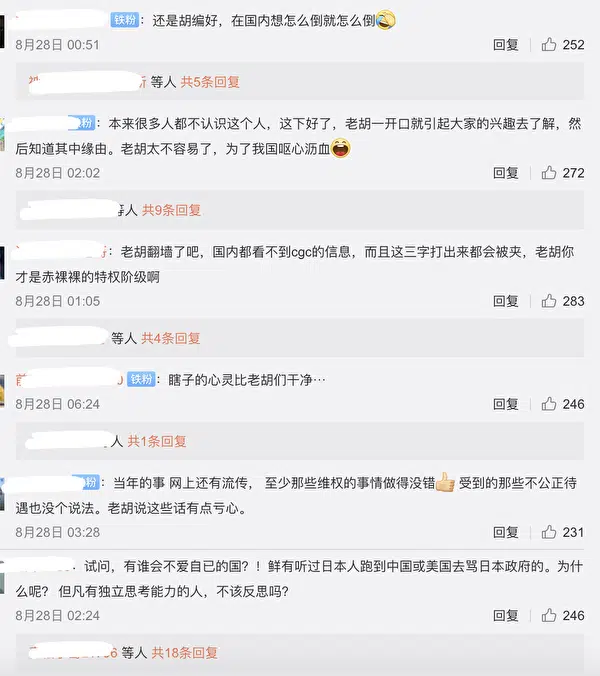 铁粉：还是胡编好，在国内想怎么倒就怎么倒
8月28日 00:51 回复 252
等人 共5条回复
粉：本来很多人都不认识这个人，这下好了，老胡一开口就引起大家的兴趣去了解，然
后知道其中缘由。老胡太不容易了，为了我国呕心沥血
8月28日 02:02 回复 272
等人 共9条回复
：老胡翻墙了吧，国内都看不到cgc的信息，而且这三字打出来都会被夹，老胡你
才是赤裸裸的特权阶级啊
8月28日 01:05 回复 283
等人 共4条回复
铁粉：瞎子的心灵比老胡们干净…
8月28日 06:24 回复 246
人 共1条回复
粉：当年的事 网上还有流传， 至少那些维权的事情做得没错 受到的那些不公正待
遇也没个说法。老胡说这些话有点亏心。
8月28日 03:28 回复 231
：试问，有谁会不爱自已的国？！鲜有听过日本人跑到中国或美国去骂日本政府的。为什
么呢？ 但凡有独立思考能力的人，不该反思吗？
8月28日 02:24 回复 246
等人 共18条回复